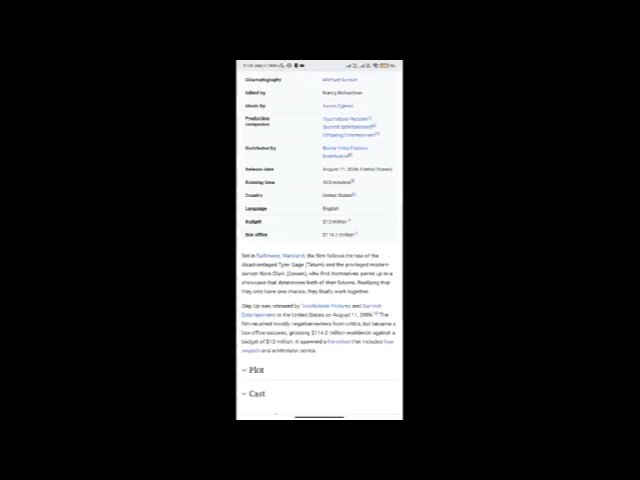 Cinematography Michael Seresin
Edited by Nancy Richardson
Music by Aaron Zigman
Production Touchstone Pictures
companies Summit Entertainment
Offspring Entertainment
Distributed by Buena Vista Pictures
Distribution
Release date August 11, 2006 (United States)
Running time 103 minutes
Country United States
Language English
Budget $12 million
Box office $114.2 million
Set in Baltimore, Maryland, the film follows the tale of the
disadvantaged Tyler Gage (Tatum) and the privileged modern
dancer Nora Clark (Dewan), who find themselves paired up in a
showcase that determines both of their futures. Realizing that
they only have one chance, they finally work together.
Step Up was released by Touchstone Pictures and Summit
Entertainment in the United States on August 11, 2006. The
film received mostly negative reviews from critics, but became a
box office success, grossing $114.2 million worldwide against a
budget of $12 million. It spawned a franchise that includes four
sequels and a television series.
Plot
Cast